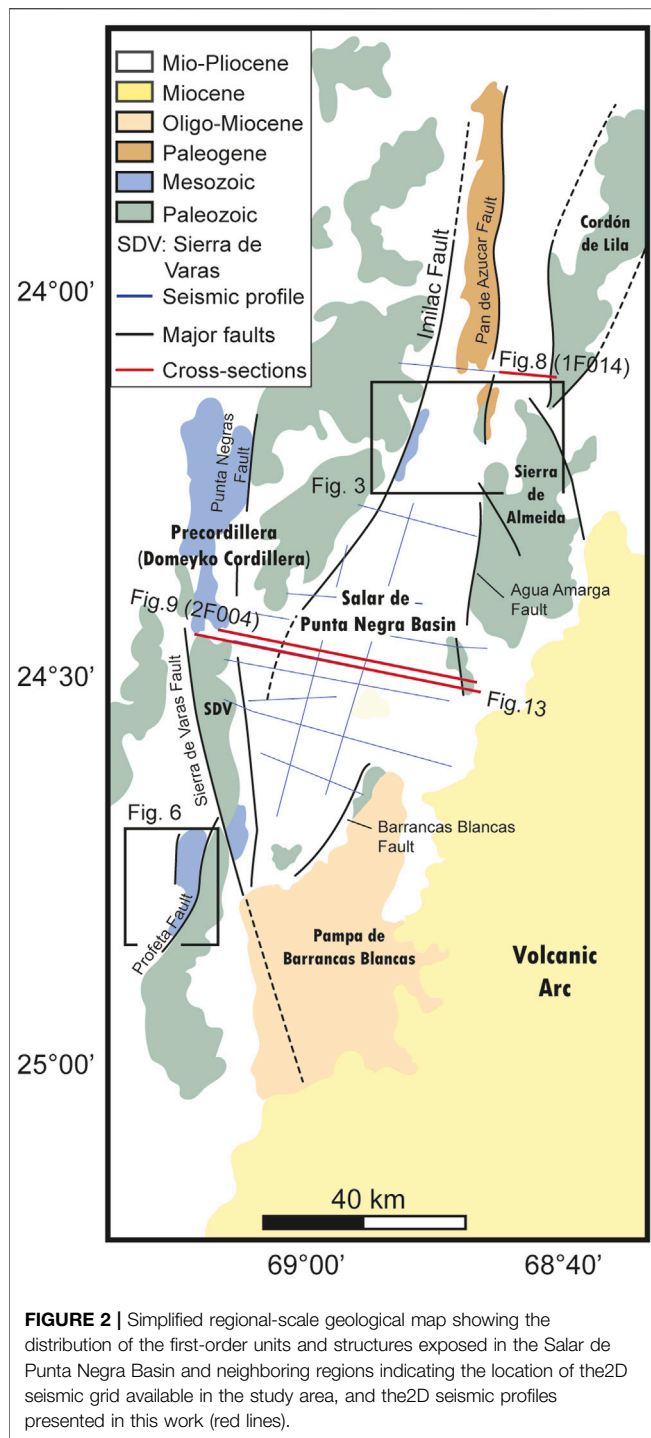 Mio-Pliocene
Miocene
Oligo-Miocene
Paleogene
Mesozoic
Paleozoic
SDV: Sierra de
Varas
Seismic profile
Major faults
Cross-sections
24°00’
24°30’
25°00’
Imilac Fault
Pan de Azucar Fault
Cordón
de Lila
Fig.8 (1F014)
Punta Negras
Fault
Fig. 3
Sierra
de
Almeida
Precordillera
(Domeyko Cordillera)
Agua Amarga
Fault
Salar de
Punta Negra Basin
Fig.9 (2F004)
Fig.13
SDV
Sierra de Varas Fault
Fig. 6
Barrancas Blancas
Fault
Profeta Fault
Pampa de
Barrancas Blancas
Volcanic
Arc
40 km
69°00’
68°40’
FIGURE 2 | Simplified regional-scale geological map showing the
distribution of the first-order units and structures exposed in the Salar de
Punta Negra Basin and neighboring regions indicating the location of the2D
seismic grid available in the study area, and the2D seismic profiles
presented in this work (red lines).